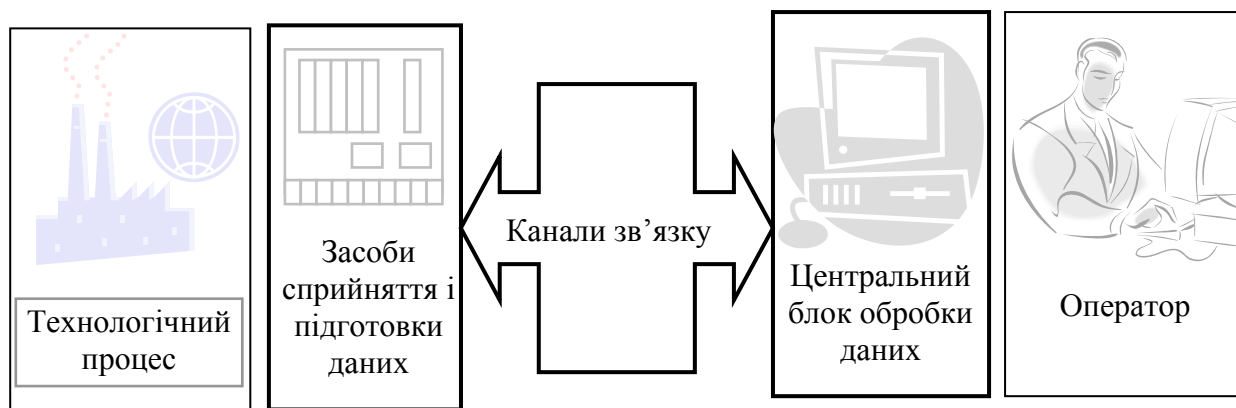 Технологічний
процес
Засоби
сприйняття і
підготовки
даних
Канали зв’язку
Центральний
блок обробки
даних
Оператор